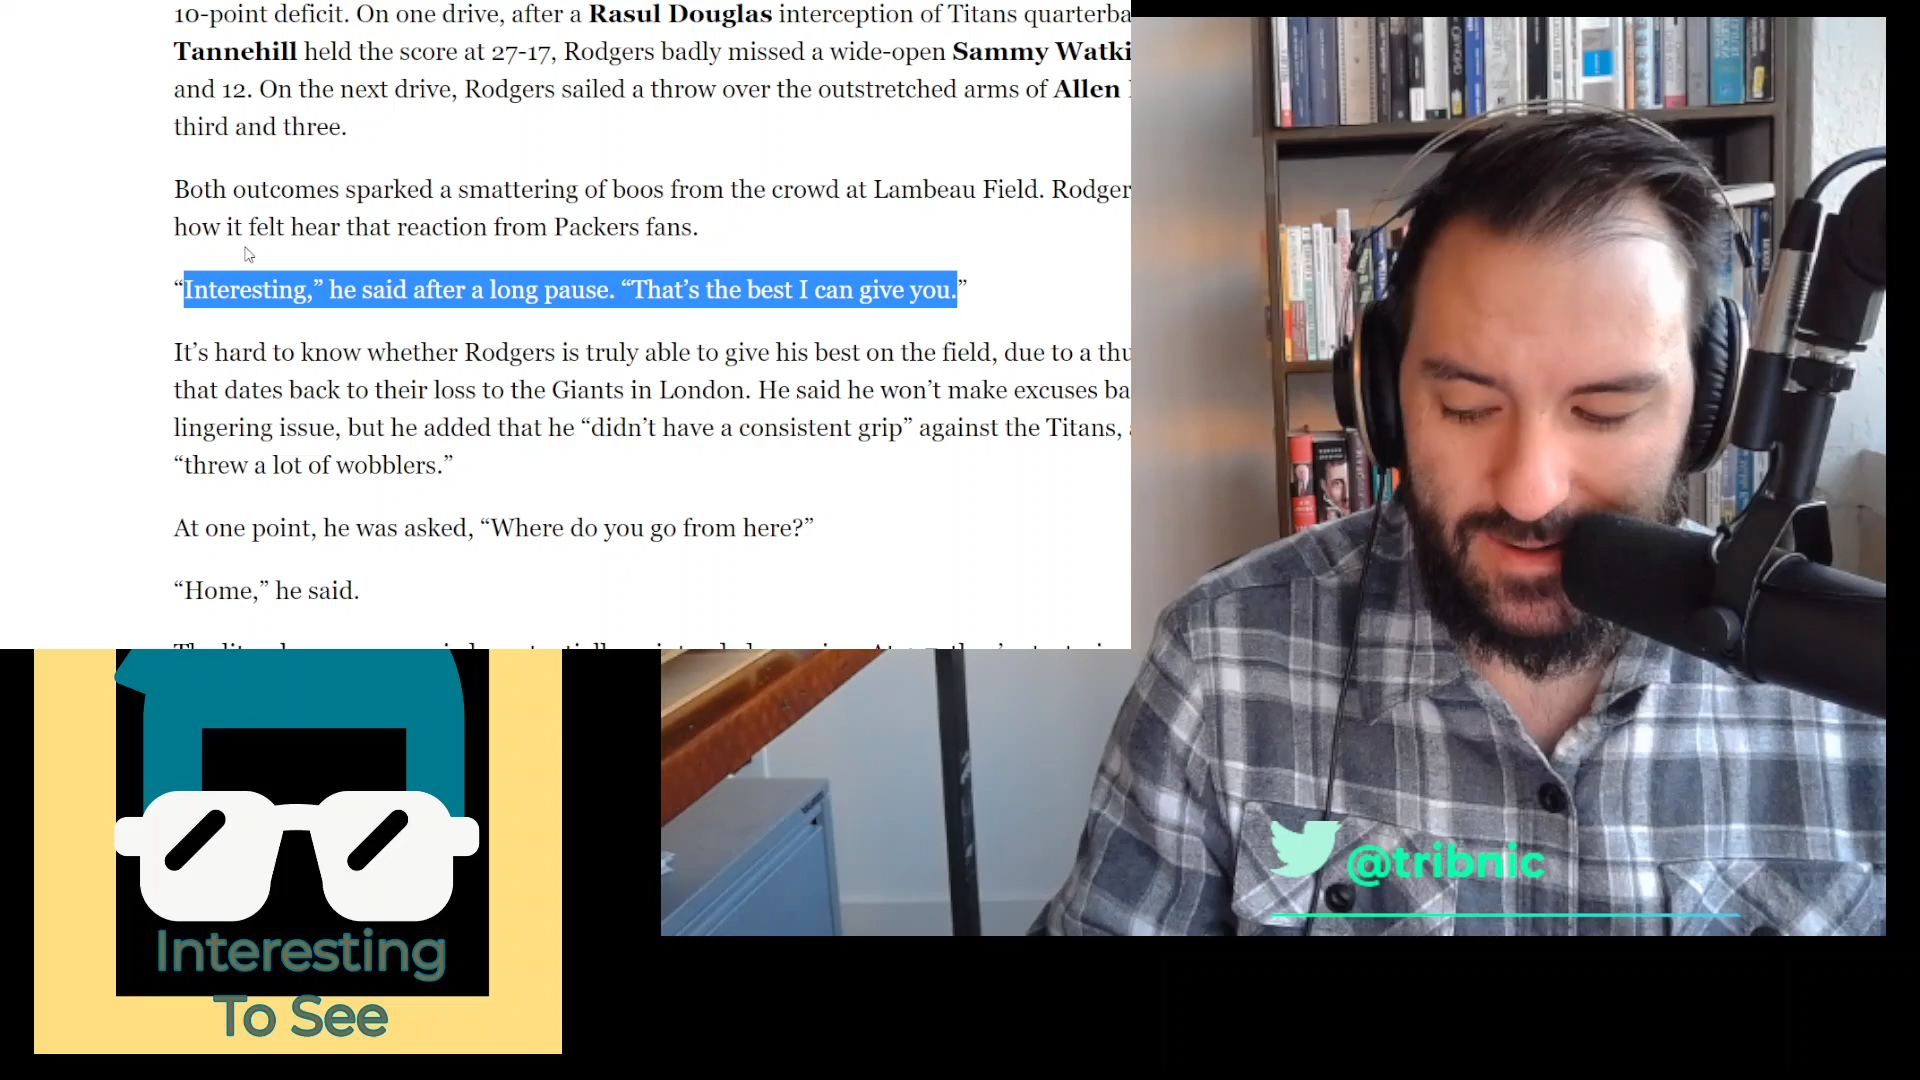 10-point deficit. On one drive, after a Rasul Douglas interception of Titans
Tannehill held the score at 27-17, Rodgers badly missed a wide-open Sammy
and 12. On the next drive, Rodgers sailed a throw over the outstretched arms of Allen
third and three.
Both outcomes sparked a smattering of boos from the crowd at Lambeau Field.
how it felt hear that reaction from Packers fans.
“Interesting,” he said after a long pause. “That’s the best I can give you.”
It’s hard to know whether Rodgers is truly able to give his best on the field, due to a
that dates back to their loss to the Giants in London. He said he won’t make excuses
lingering issue, but he added that he “didn’t have a consistent grip” against the Titans,
“threw a lot of wobblers.”
At one point, he was asked, “Where do you go from here?”
“Home,” he said.
@tribnic
Interesting
To See